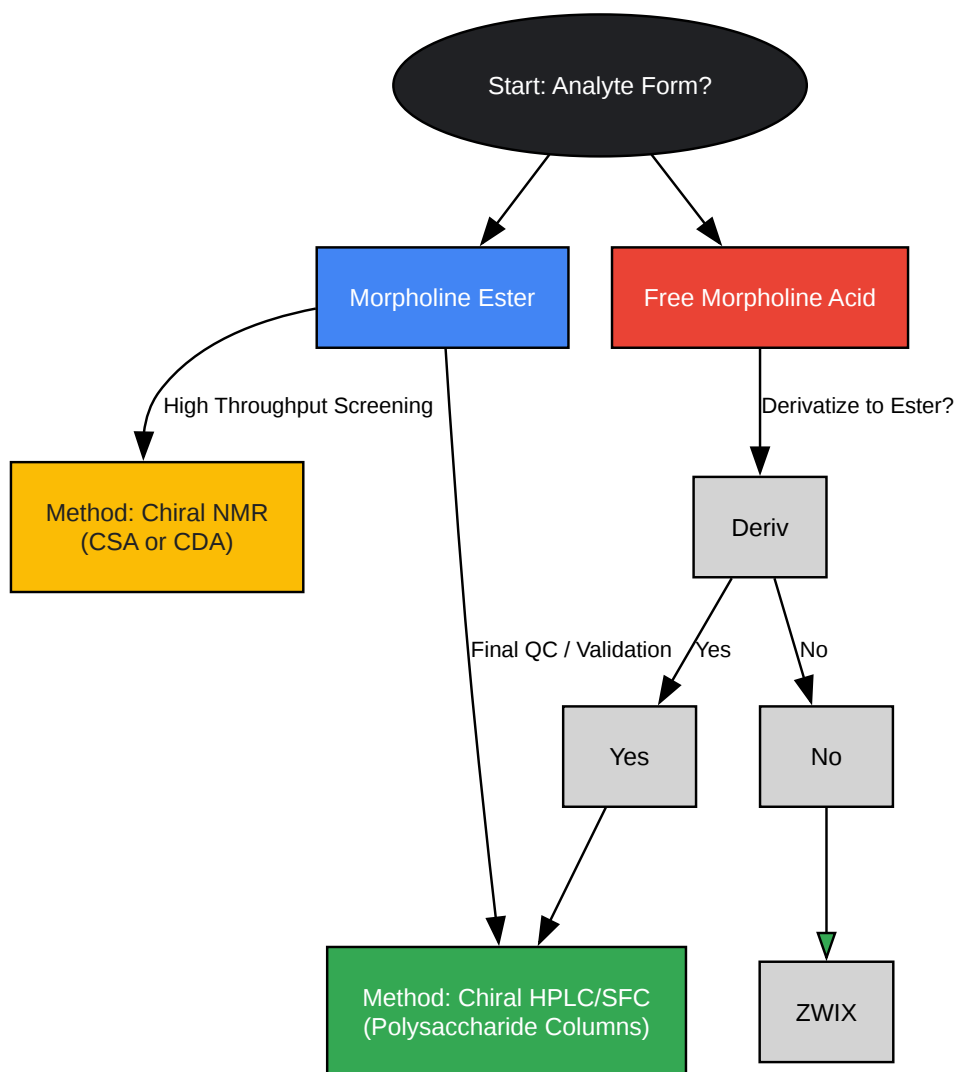 Start: Analyte Form?
Morpholine Ester
Free Morpholine Acid
High Throughput Screening
Derivatize to Ester?
Method: Chiral NMR
(CSA or CDA)
Deriv
Final QC / Validation
Yes
No
Yes
No
Method: Chiral HPLC/SFC
(Polysaccharide Columns)
ZWIX